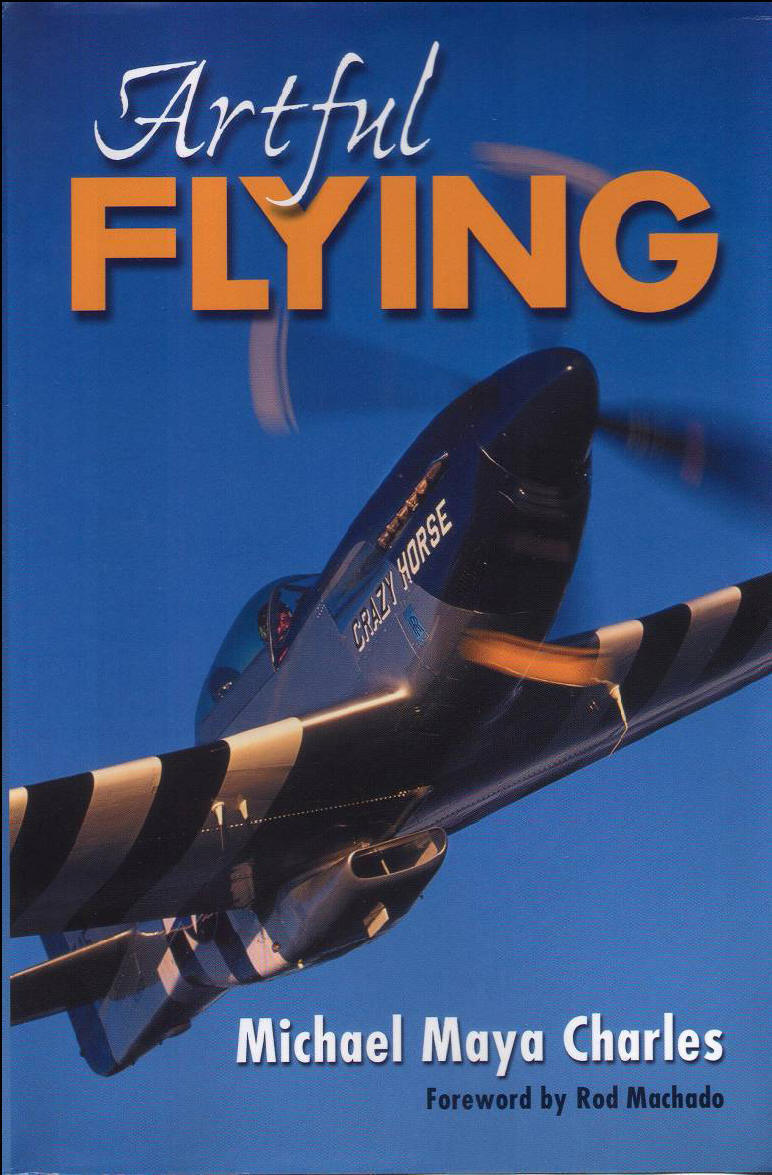 Artful
FLYING
CRAZY HORSE
Michael Maya Charles
Foreword by Rod Machado